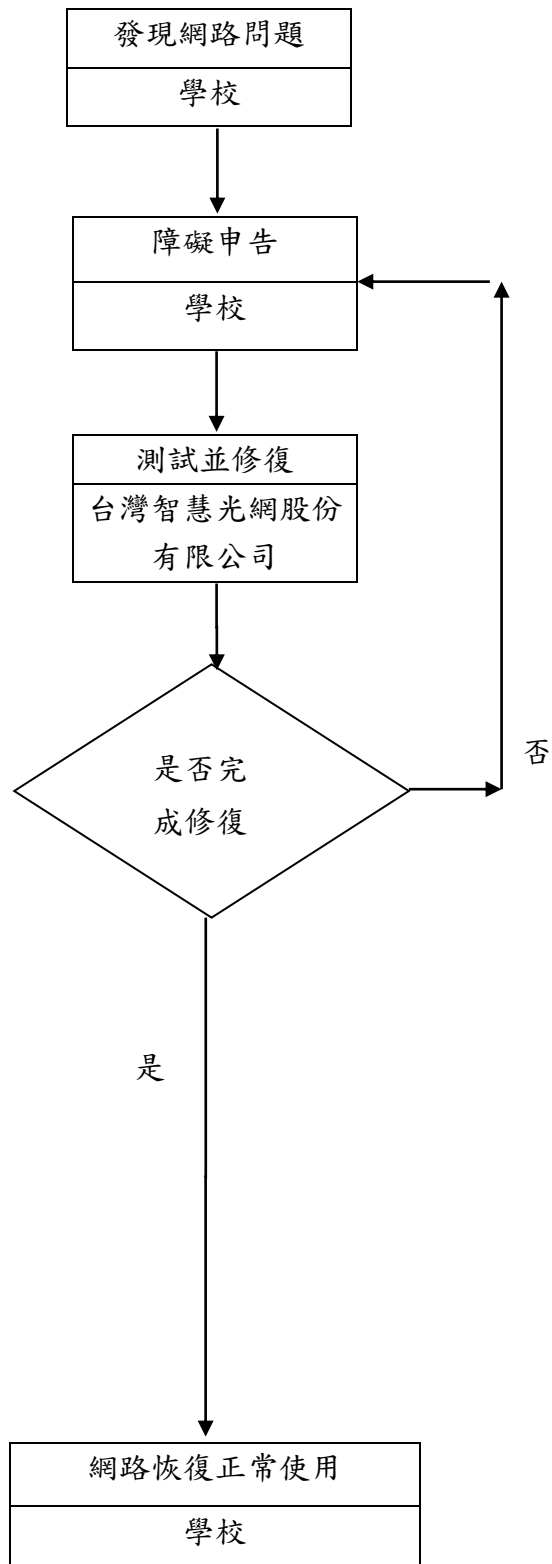 發現網路問題
學校
障礙申告
學校
測試並修復
台灣智慧光網股份
有限公司
是否完
成修復
否
是
網路恢復正常使用
學校